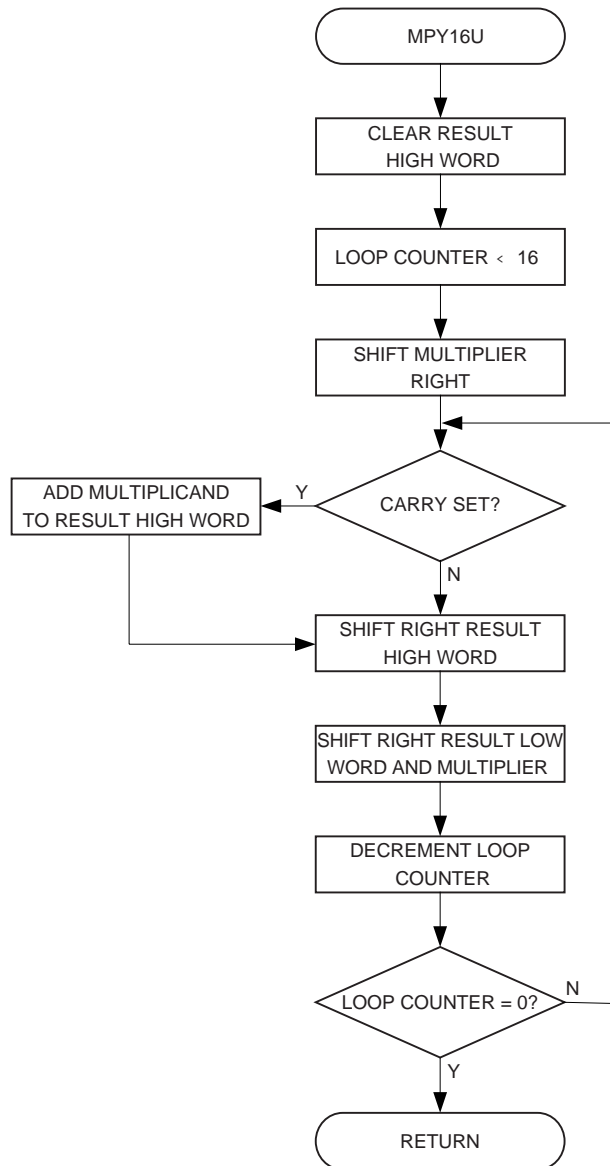 MPY16U
CLEAR RESULT
HIGH WORD
LOOP COUNTER < 16
SHIFT MULTIPLIER
RIGHT
CARRY SET?
Y
ADD MULTIPLICAND
TO RESULT HIGH WORD
N
SHIFT RIGHT RESULT
HIGH WORD
SHIFT RIGHT RESULT LOW
WORD AND MULTIPLIER
DECREMENT LOOP
COUNTER
LOOP COUNTER = 0?
N
Y
RETURN